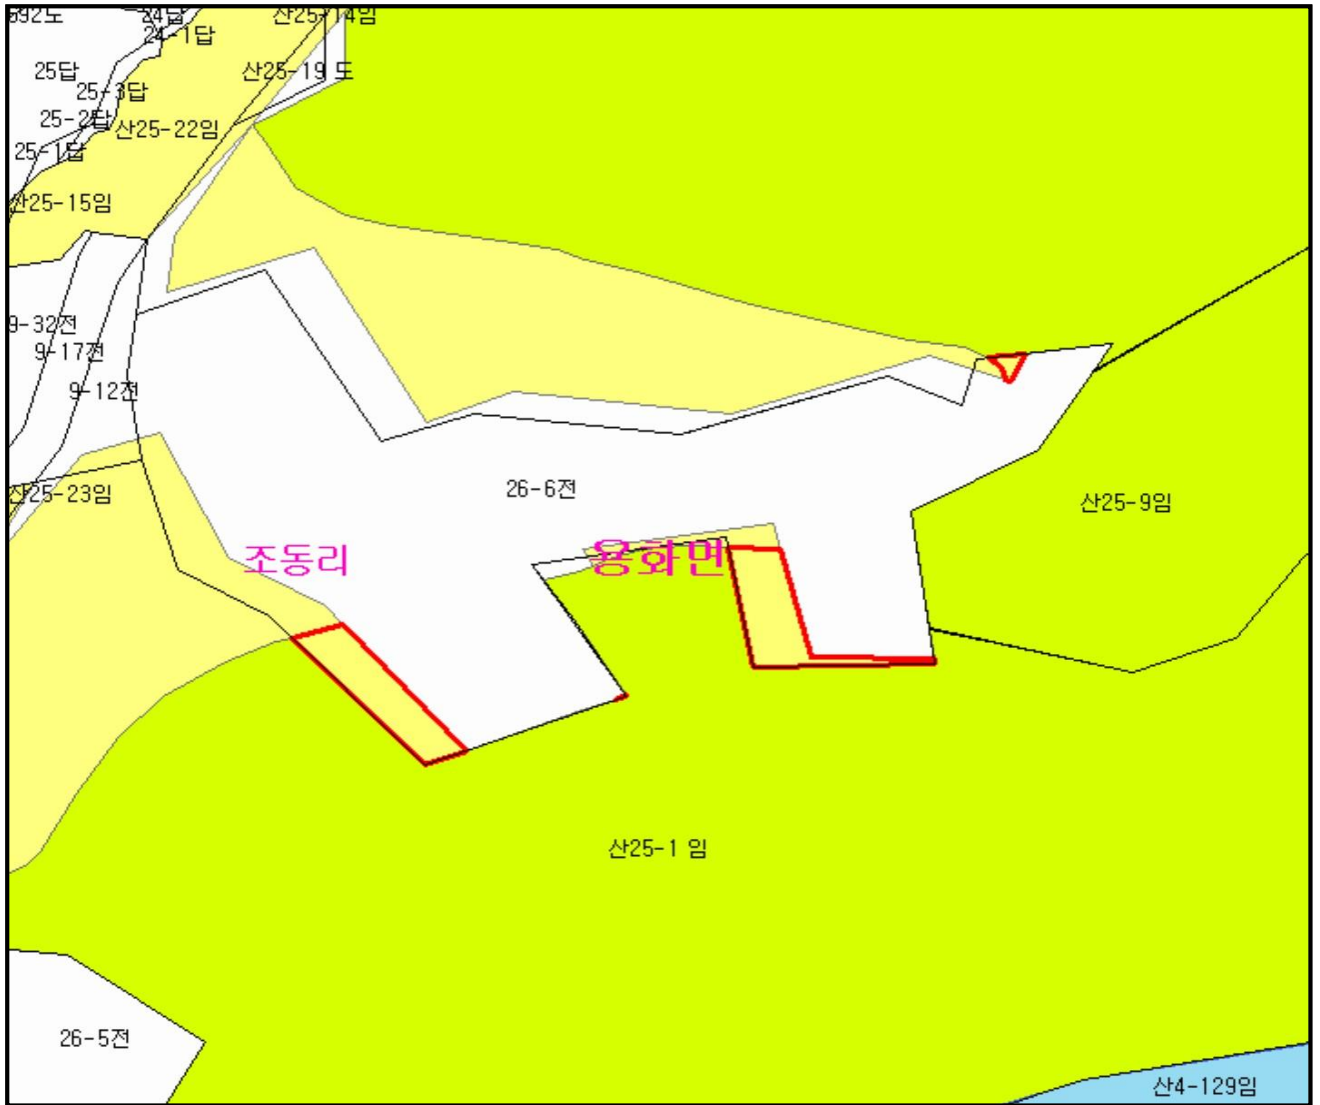 592도
24답
산25-14임
24-1답
25답
산25-19 도
25-3답
25-2답
산25-22임
25-1답
산25-15임
9-32전
9-17전
9-12전
26-6전
산25-23임
산25-9임
조동리
용화면
산25-1 임
26-5전
산4-129임